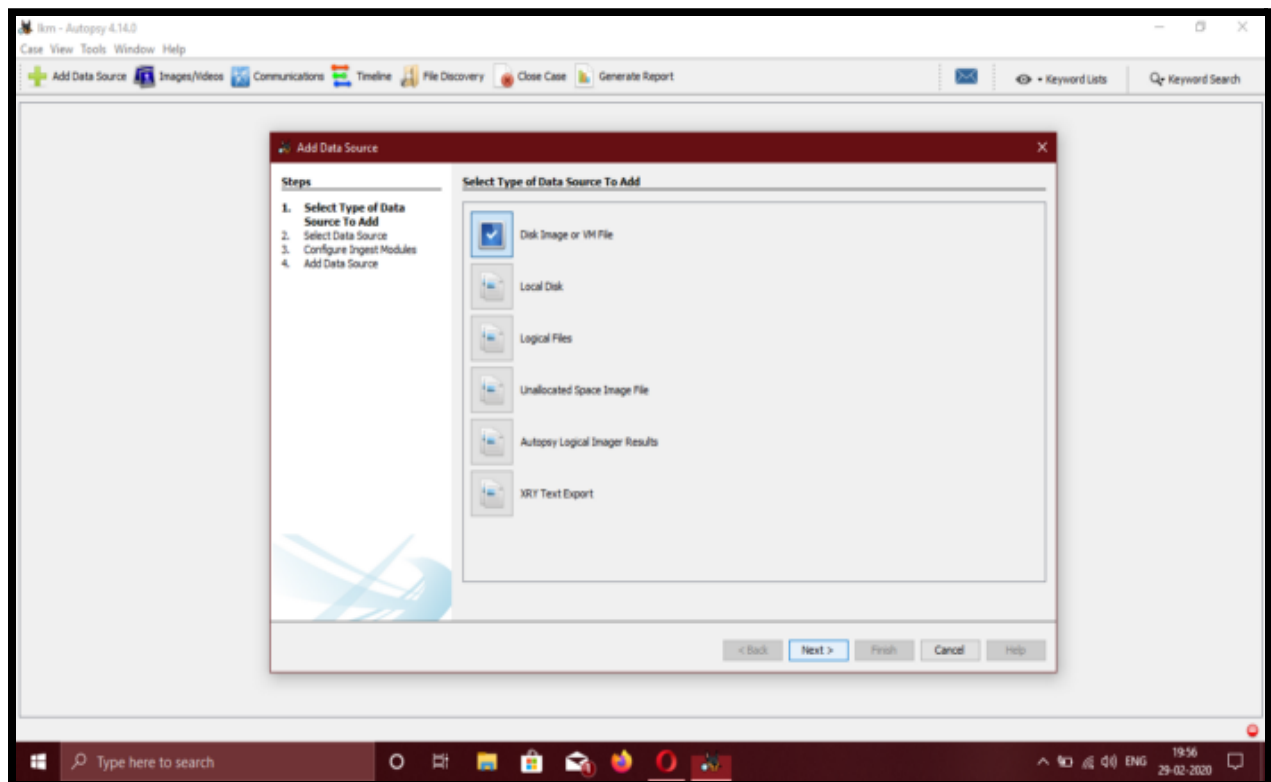 lkm - Autopsy 4.14.0
Case View Tools Window Help
Add Data Source Images/Videos Communications Timeline File Discovery Close Case Generate Report Keyword Lists Keyword Search
Add Data Source
Steps
1. Select Type of Data Source To Add
2. Select Data Source
3. Configure Ingest Modules
4. Add Data Source
Select Type of Data Source To Add
Disk Image or VM File
Local Disk
Logical Files
Unallocated Space Image File
Autopsy Logical Imager Results
XRY Text Export
< Back Next > Finish Cancel Help
Type here to search
ENG
19:56
29-02-2020